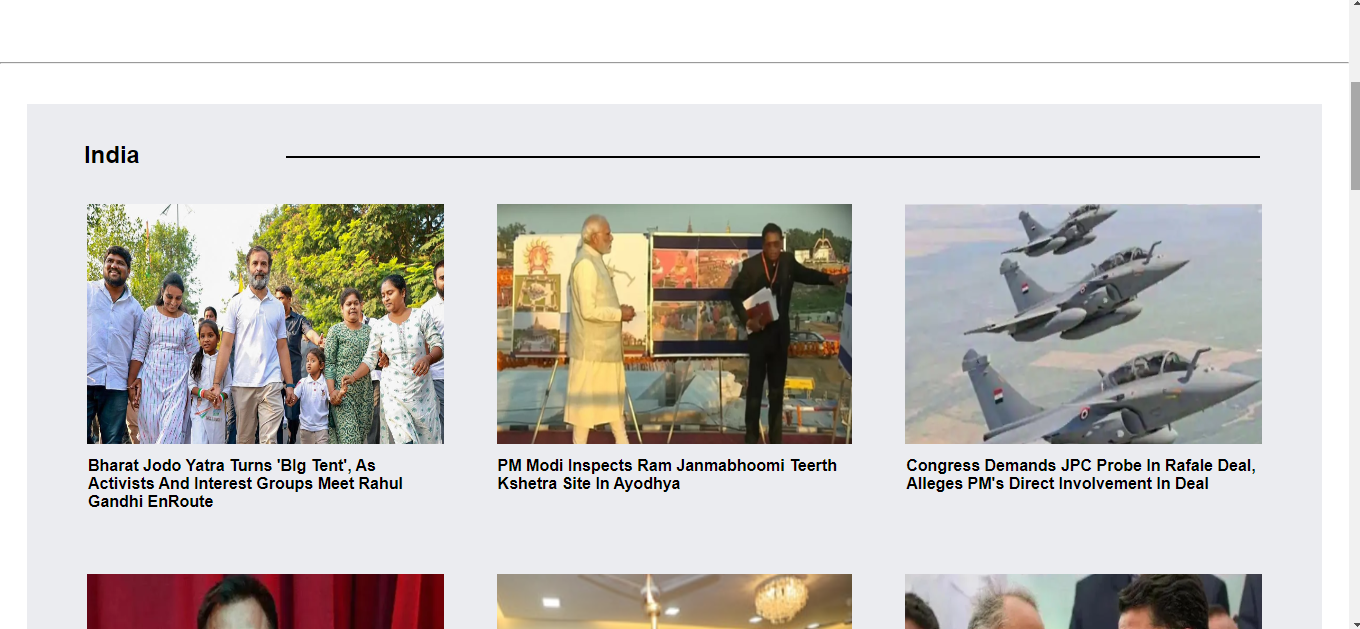 India
Bharat Jodo Yatra Turns 'BIg Tent', As
Activists And Interest Groups Meet Rahul
Gandhi EnRoute
PM Modi Inspects Ram Janmabhoomi Teerth
Kshetra Site In Ayodhya
Congress Demands JPC Probe In Rafale Deal,
Alleges PM's Direct Involvement In Deal